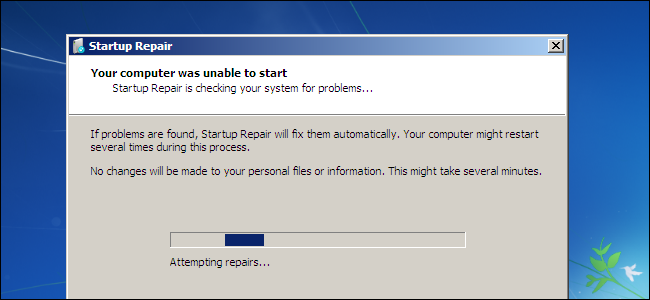 Startup Repair
Your computer was unable to start
Startup Repair is checking your system for problems...
If problems are found, Startup Repair will fix them automatically. Your computer might restart
several times during this process.
No changes will be made to your personal files or information. This might take several minutes.
Attempting repairs...